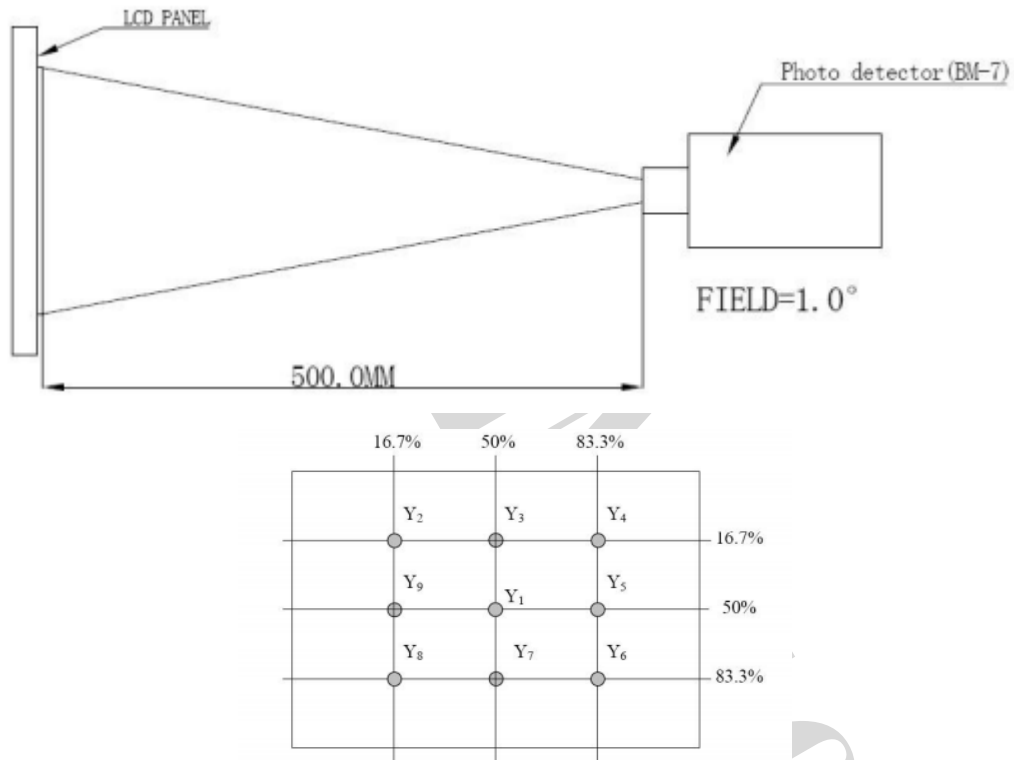 LCD PANEL
Photo detector(BM-7)
FIELD=1.0°
500.0MM
16.7% 50% 83.3%
Y2 Y3 Y4
16.7%
Y9 Y1 Y5
50%
Y8 Y7 Y6
83.3%